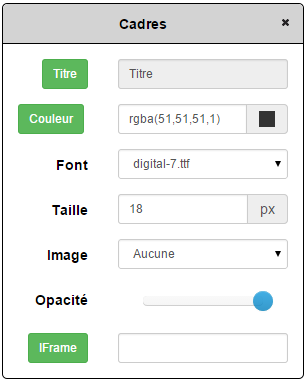 Cadres ×
Titre Titre
Couleur rgba(51,51,51,1)
Font digital-7.ttf
Taille 18 px
Image Aucune
Opacité
IFrame